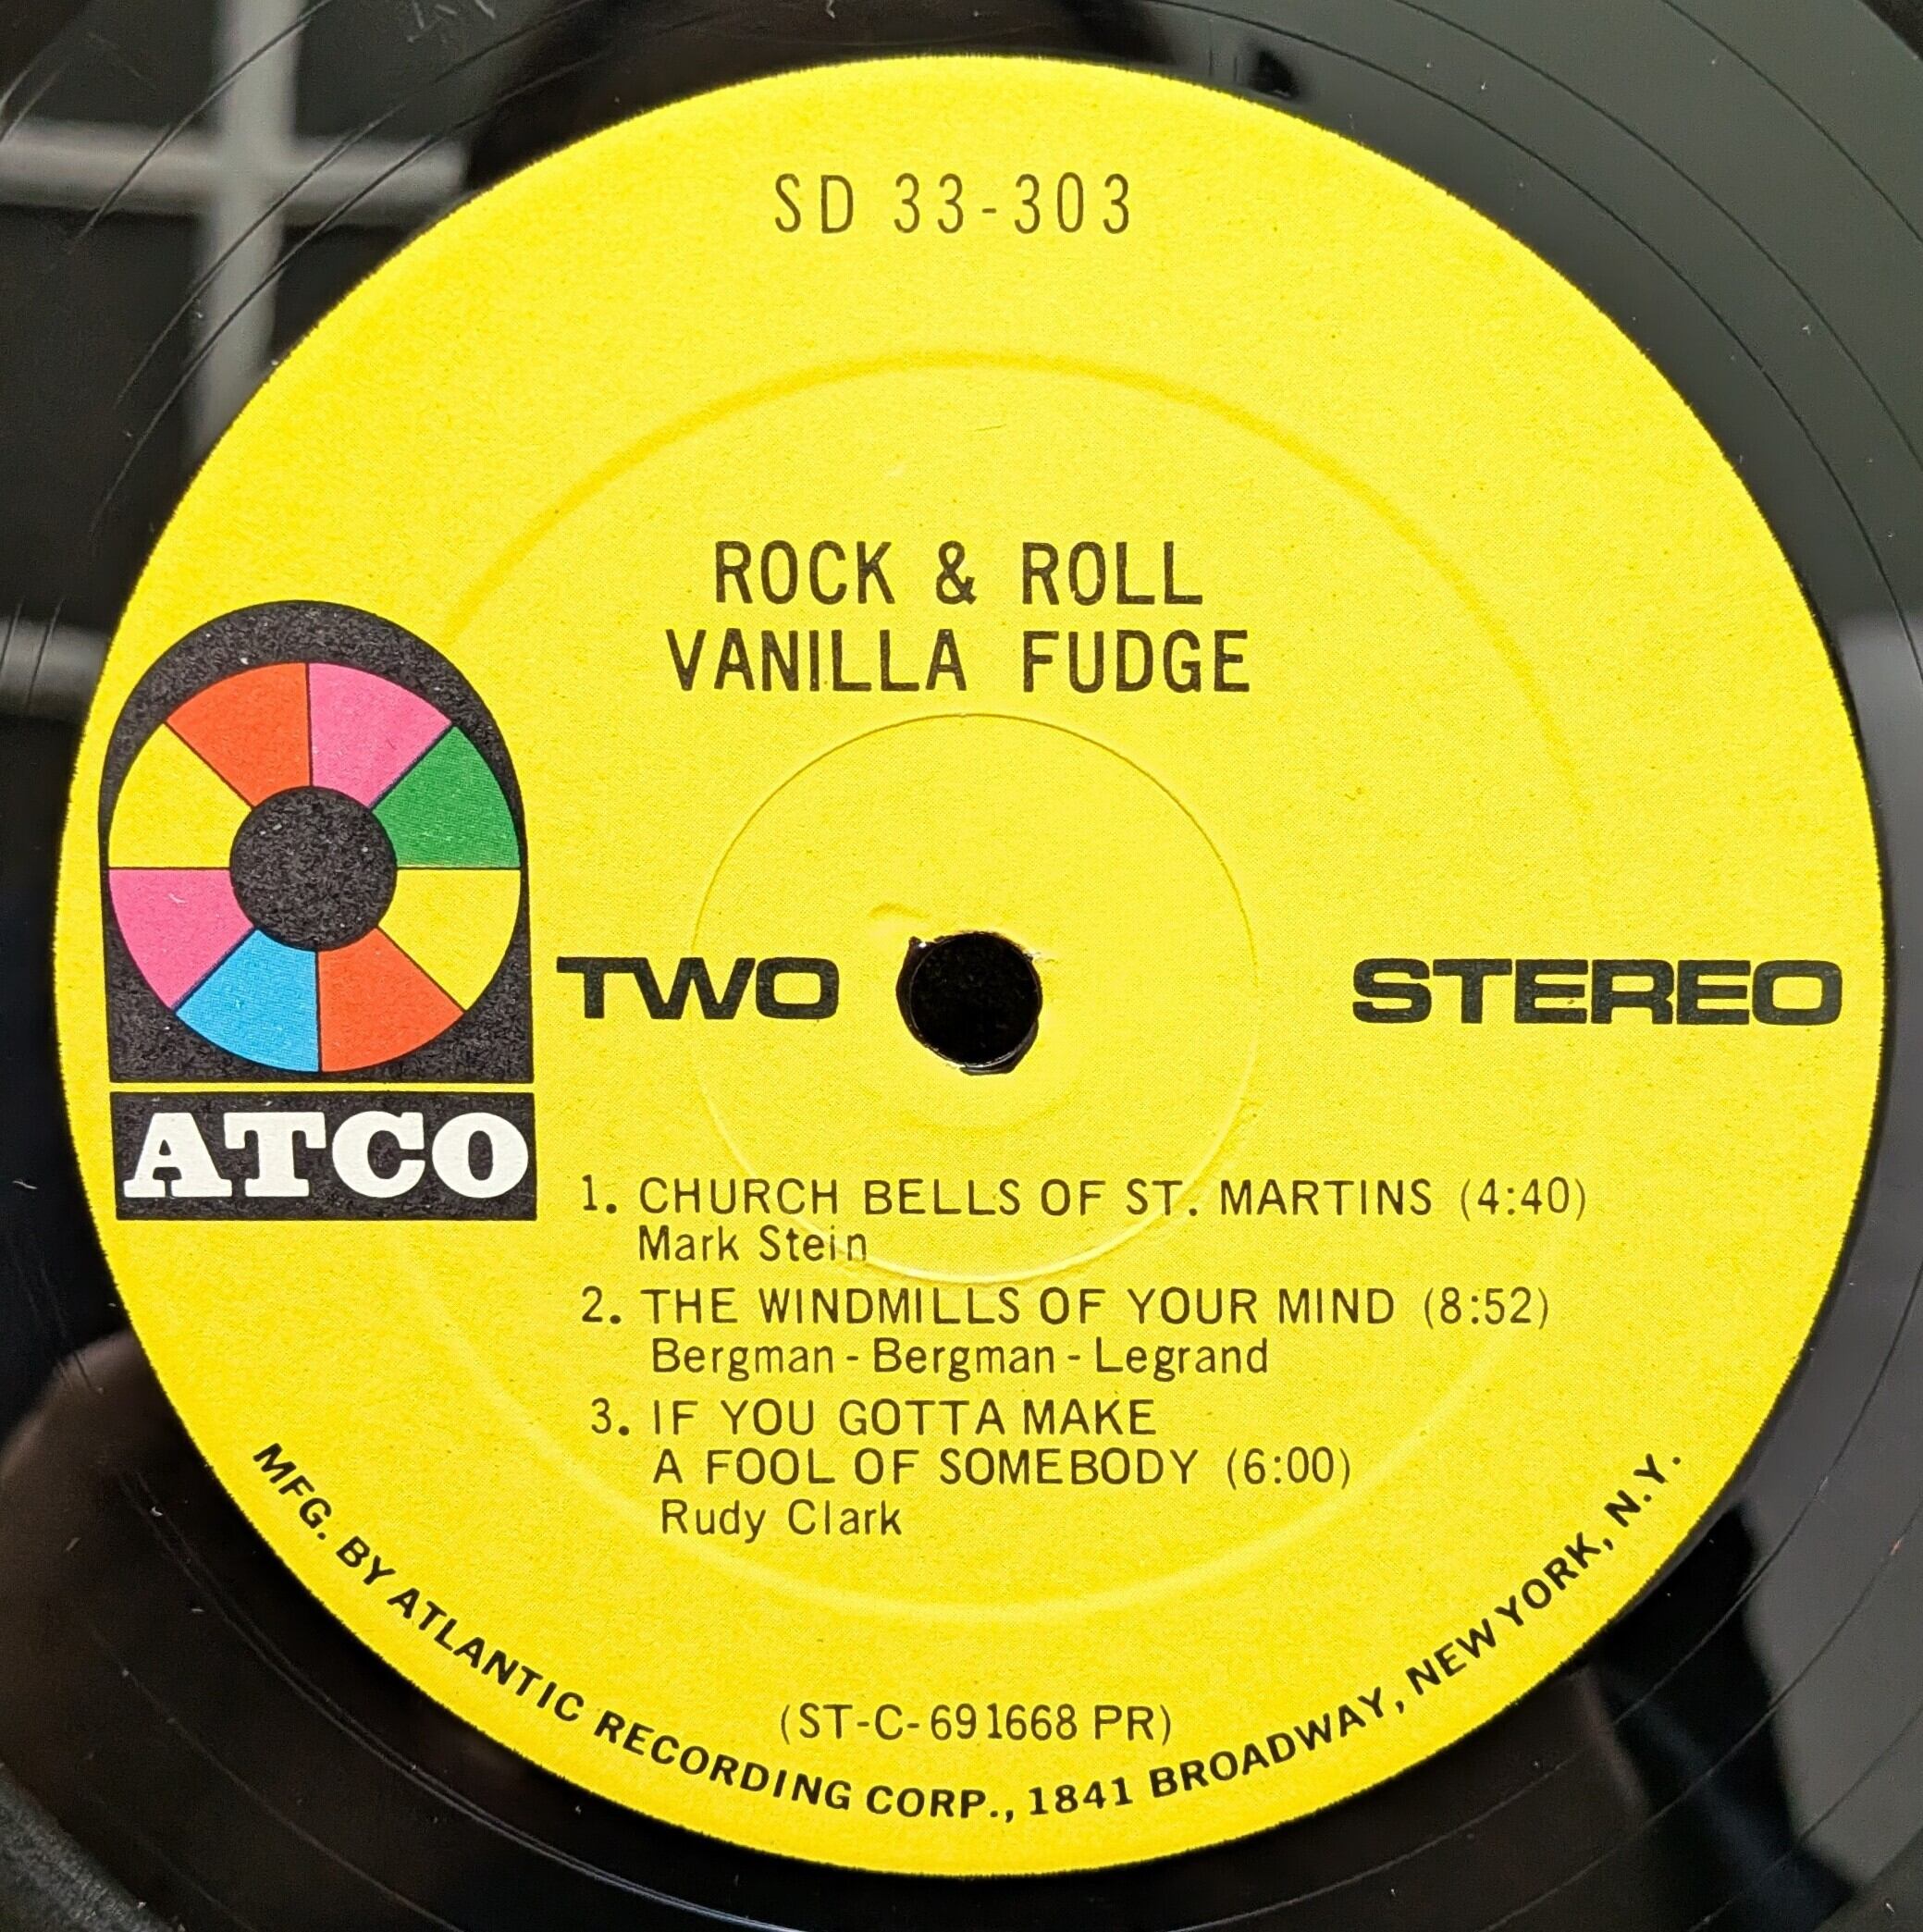 SD 33-303
ROCK & ROLL
VANILLA FUDGE
TWO
STEREO
ATCO
1. CHURCH BELLS OF ST. MARTINS (4:40)
Mark Stein
2. THE WINDMILLS OF YOUR MIND (8:52)
Bergman - Bergman - Legrand
3. IF YOU GOTTA MAKE
A FOOL OF SOMEBODY (6:00)
Rudy Clark
(ST-C-691668 PR)
MFG. BY ATLANTIC RECORDING CORP., 1841 BROADWAY, NEW YORK, N.Y.